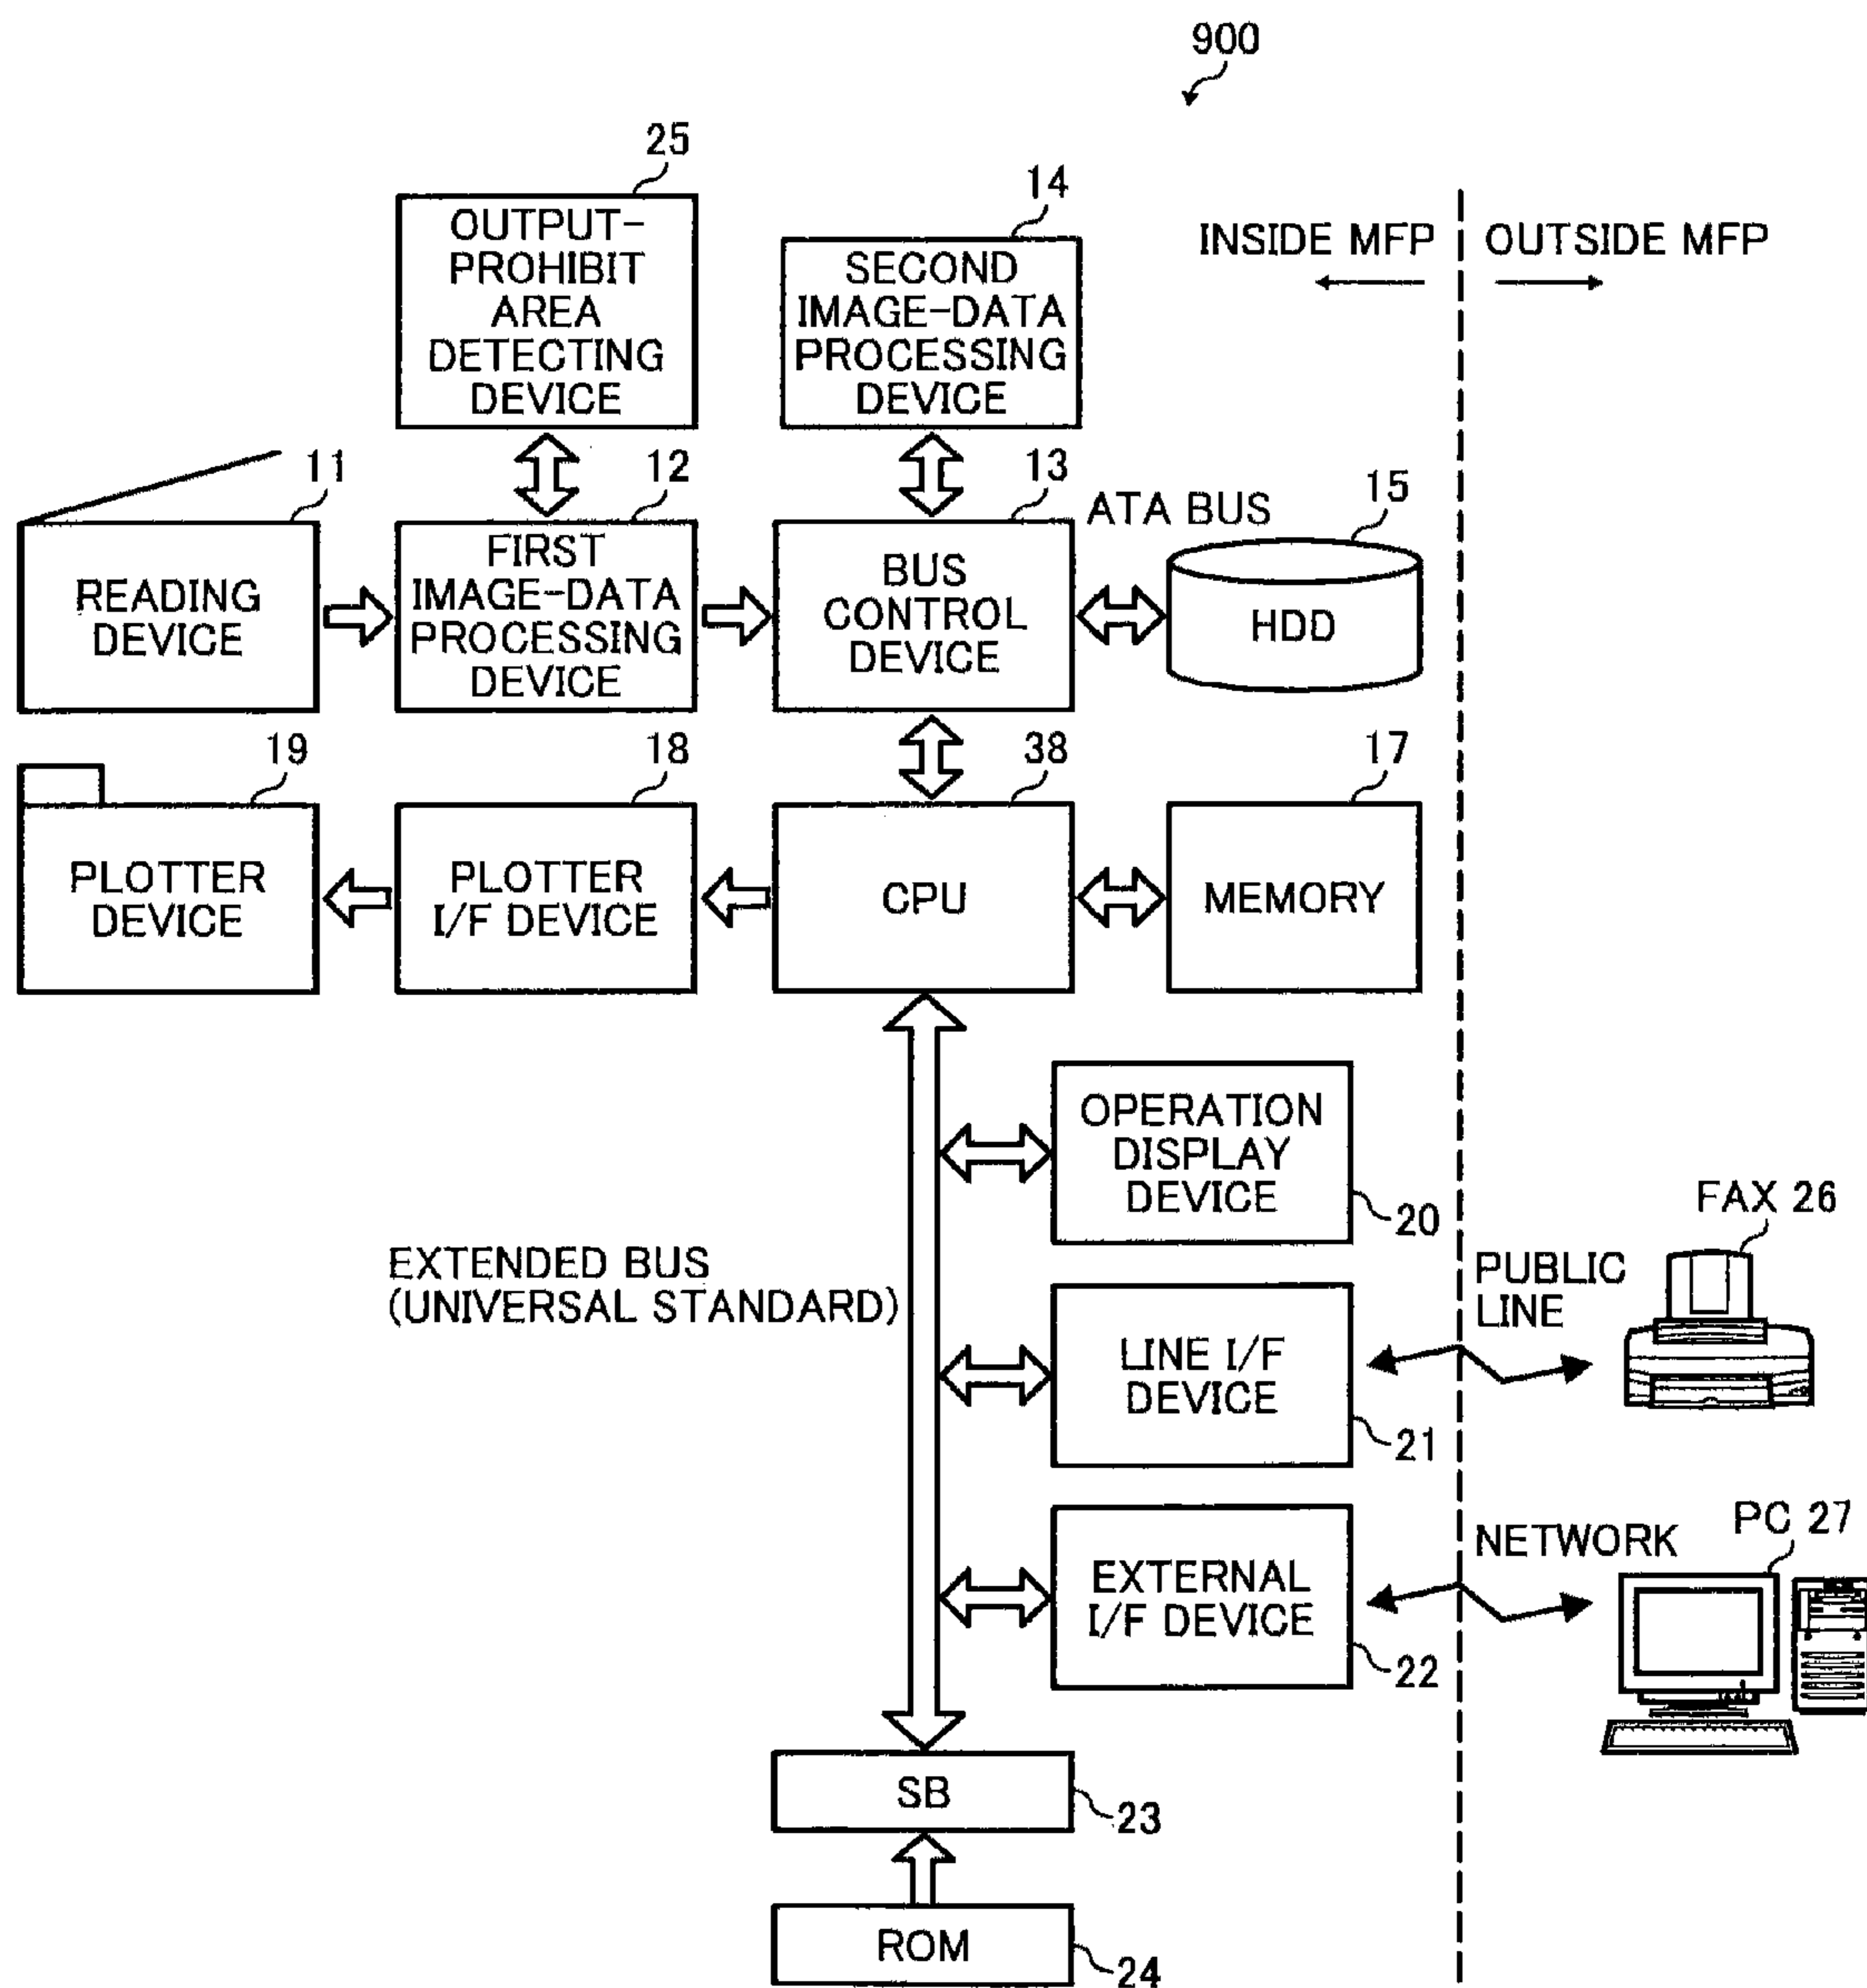 900
25
OUTPUT-
PROHIBIT
AREA
DETECTING
DEVICE
14
SECOND
IMAGE-DATA
PROCESSING
DEVICE
INSIDE MFP
OUTSIDE MFP
11
READING
DEVICE
12
FIRST
IMAGE-DATA
PROCESSING
DEVICE
13
BUS
CONTROL
DEVICE
ATA BUS
15
HDD
19
PLOTTER
DEVICE
18
PLOTTER
I/F DEVICE
38
CPU
17
MEMORY
EXTENDED BUS
(UNIVERSAL STANDARD)
OPERATION
DISPLAY
DEVICE
20
LINE I/F
DEVICE
21
PUBLIC
LINE
FAX 26
EXTERNAL
I/F DEVICE
22
NETWORK
PC 27
SB
23
ROM
24